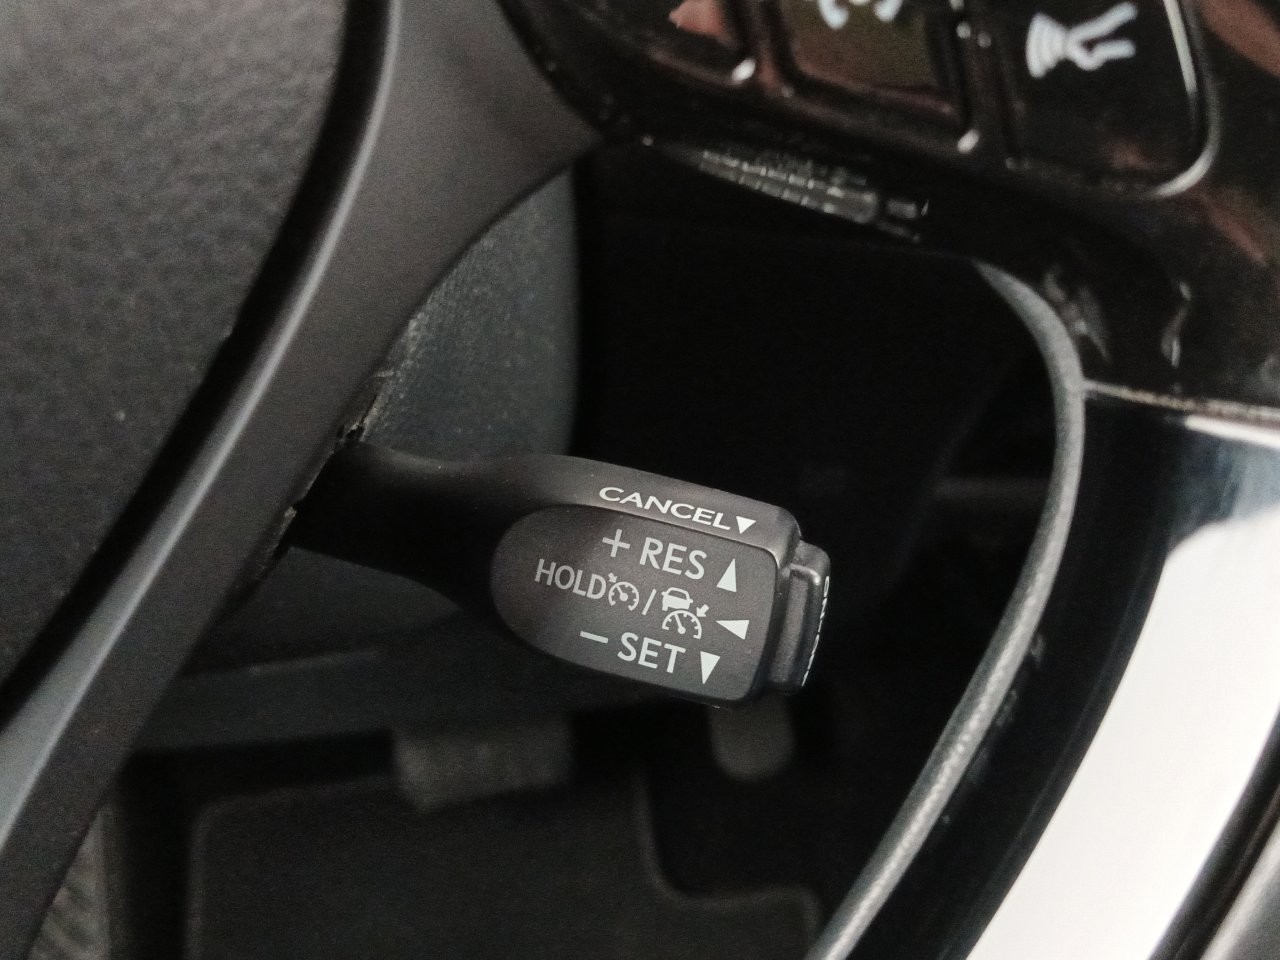 CANCEL▼
+ RES ▲
HOLD / ◀
− SET ▼